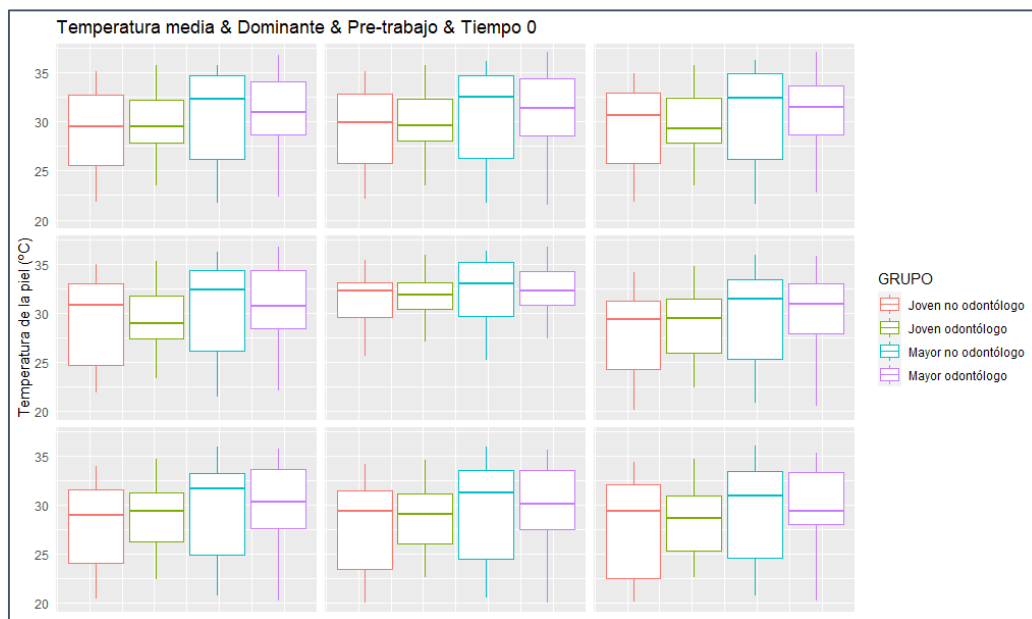 Temperatura media & Dominante & Pre-trabajo & Tiempo 0
Temperatura de la piel (ºC)
35
30
25
20
35
30
25
20
35
30
25
20
GRUPO
Joven no odontólogo
Joven odontólogo
Mayor no odontólogo
Mayor odontólogo